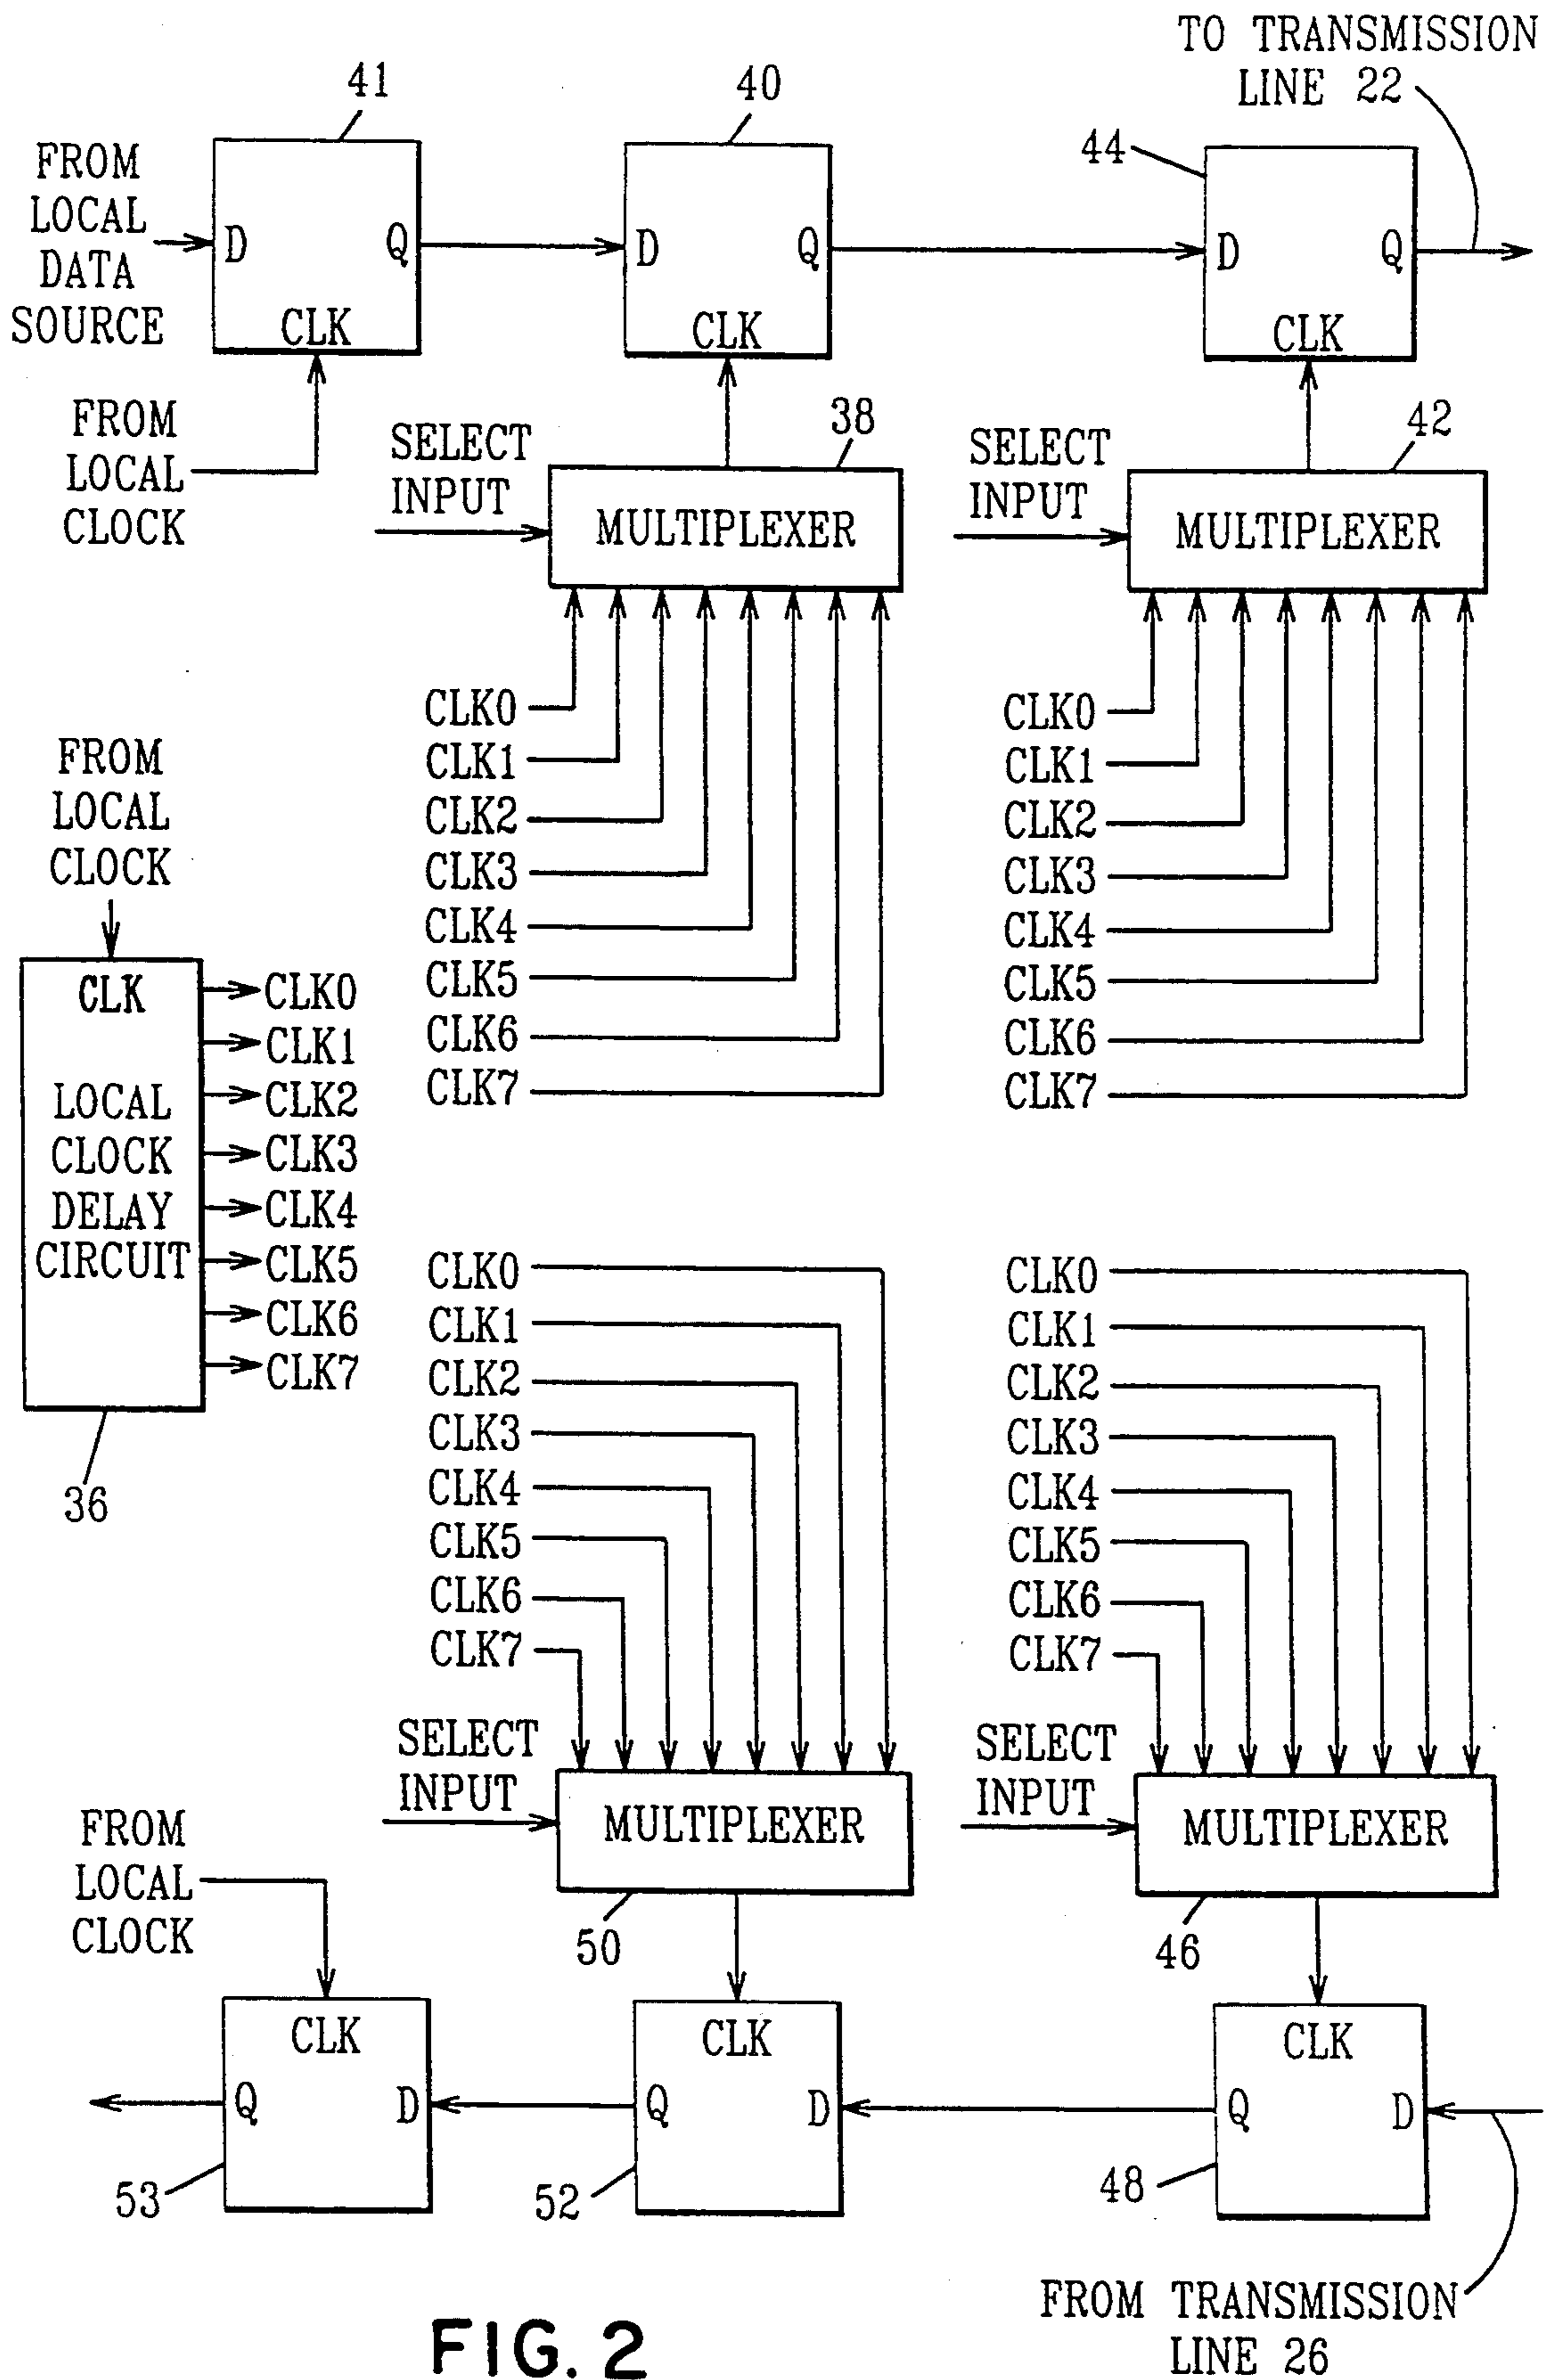 TO TRANSMISSION
LINE 22
41
40
44
FROM
LOCAL
DATA
SOURCE
D
Q
CLK
D
Q
CLK
D
Q
CLK
FROM
LOCAL
CLOCK
SELECT
INPUT
38
MULTIPLEXER
SELECT
INPUT
42
MULTIPLEXER
CLK0
CLK1
CLK2
CLK3
CLK4
CLK5
CLK6
CLK7
CLK0
CLK1
CLK2
CLK3
CLK4
CLK5
CLK6
CLK7
FROM
LOCAL
CLOCK
CLK
LOCAL
CLOCK
DELAY
CIRCUIT
CLK0
CLK1
CLK2
CLK3
CLK4
CLK5
CLK6
CLK7
36
CLK0
CLK1
CLK2
CLK3
CLK4
CLK5
CLK6
CLK7
CLK0
CLK1
CLK2
CLK3
CLK4
CLK5
CLK6
CLK7
SELECT
INPUT
MULTIPLEXER
50
SELECT
INPUT
MULTIPLEXER
46
FROM
LOCAL
CLOCK
CLK
Q
D
53
CLK
Q
D
52
CLK
Q
D
48
FROM TRANSMISSION
LINE 26
FIG. 2